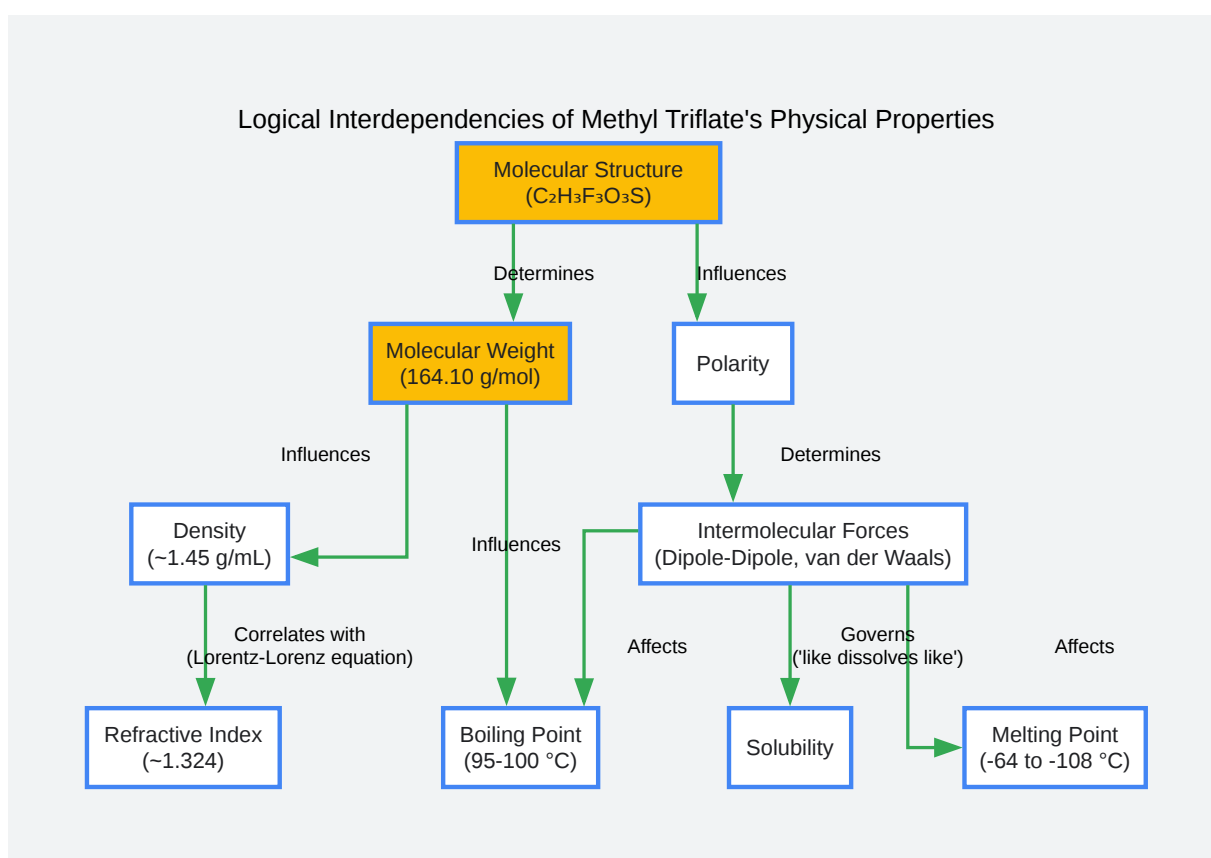 Logical Interdependencies of Methyl Triflate's Physical Properties
Molecular Structure
(C₂H₃F₃O₃S)
Determines
Influences
Molecular Weight
(164.10 g/mol)
Polarity
Influences
Determines
Density
(~1.45 g/mL)
Influences
Intermolecular Forces
(Dipole-Dipole, van der Waals)
Correlates with
(Lorentz-Lorenz equation)
Affects
Governs
('like dissolves like')
Affects
Refractive Index
(~1.324)
Boiling Point
(95-100 °C)
Solubility
Melting Point
(-64 to -108 °C)